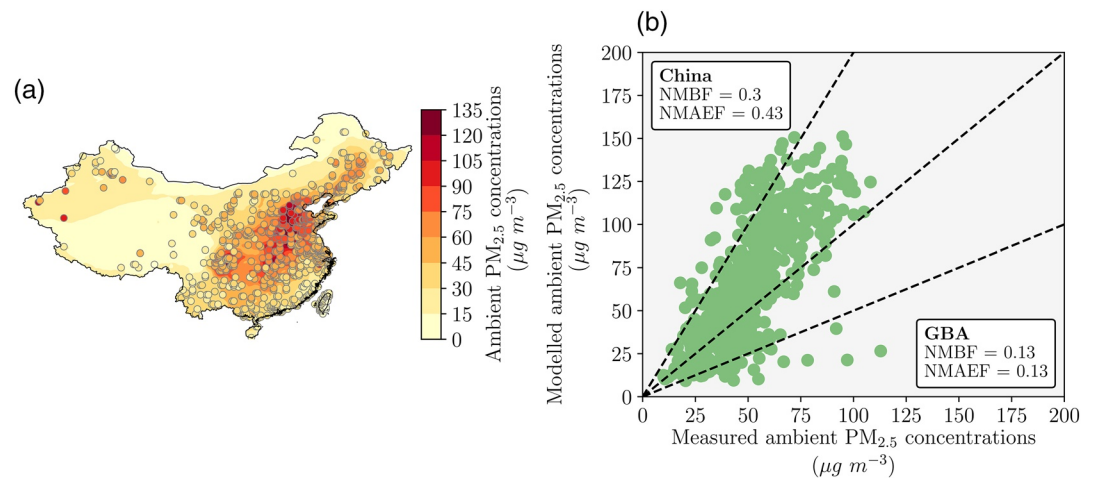 (a)
135
120
105
90
75
60
45
30
15
0
Ambient PM2.5 concentrations
(μg m−3)
(b)
200
175
150
125
100
75
50
25
0
Modelled ambient PM2.5 concentrations
(μg m−3)
China
NMBF = 0.3
NMAEF = 0.43
GBA
NMBF = 0.13
NMAEF = 0.13
0 25 50 75 100 125 150 175 200
Measured ambient PM2.5 concentrations
(μg m−3)